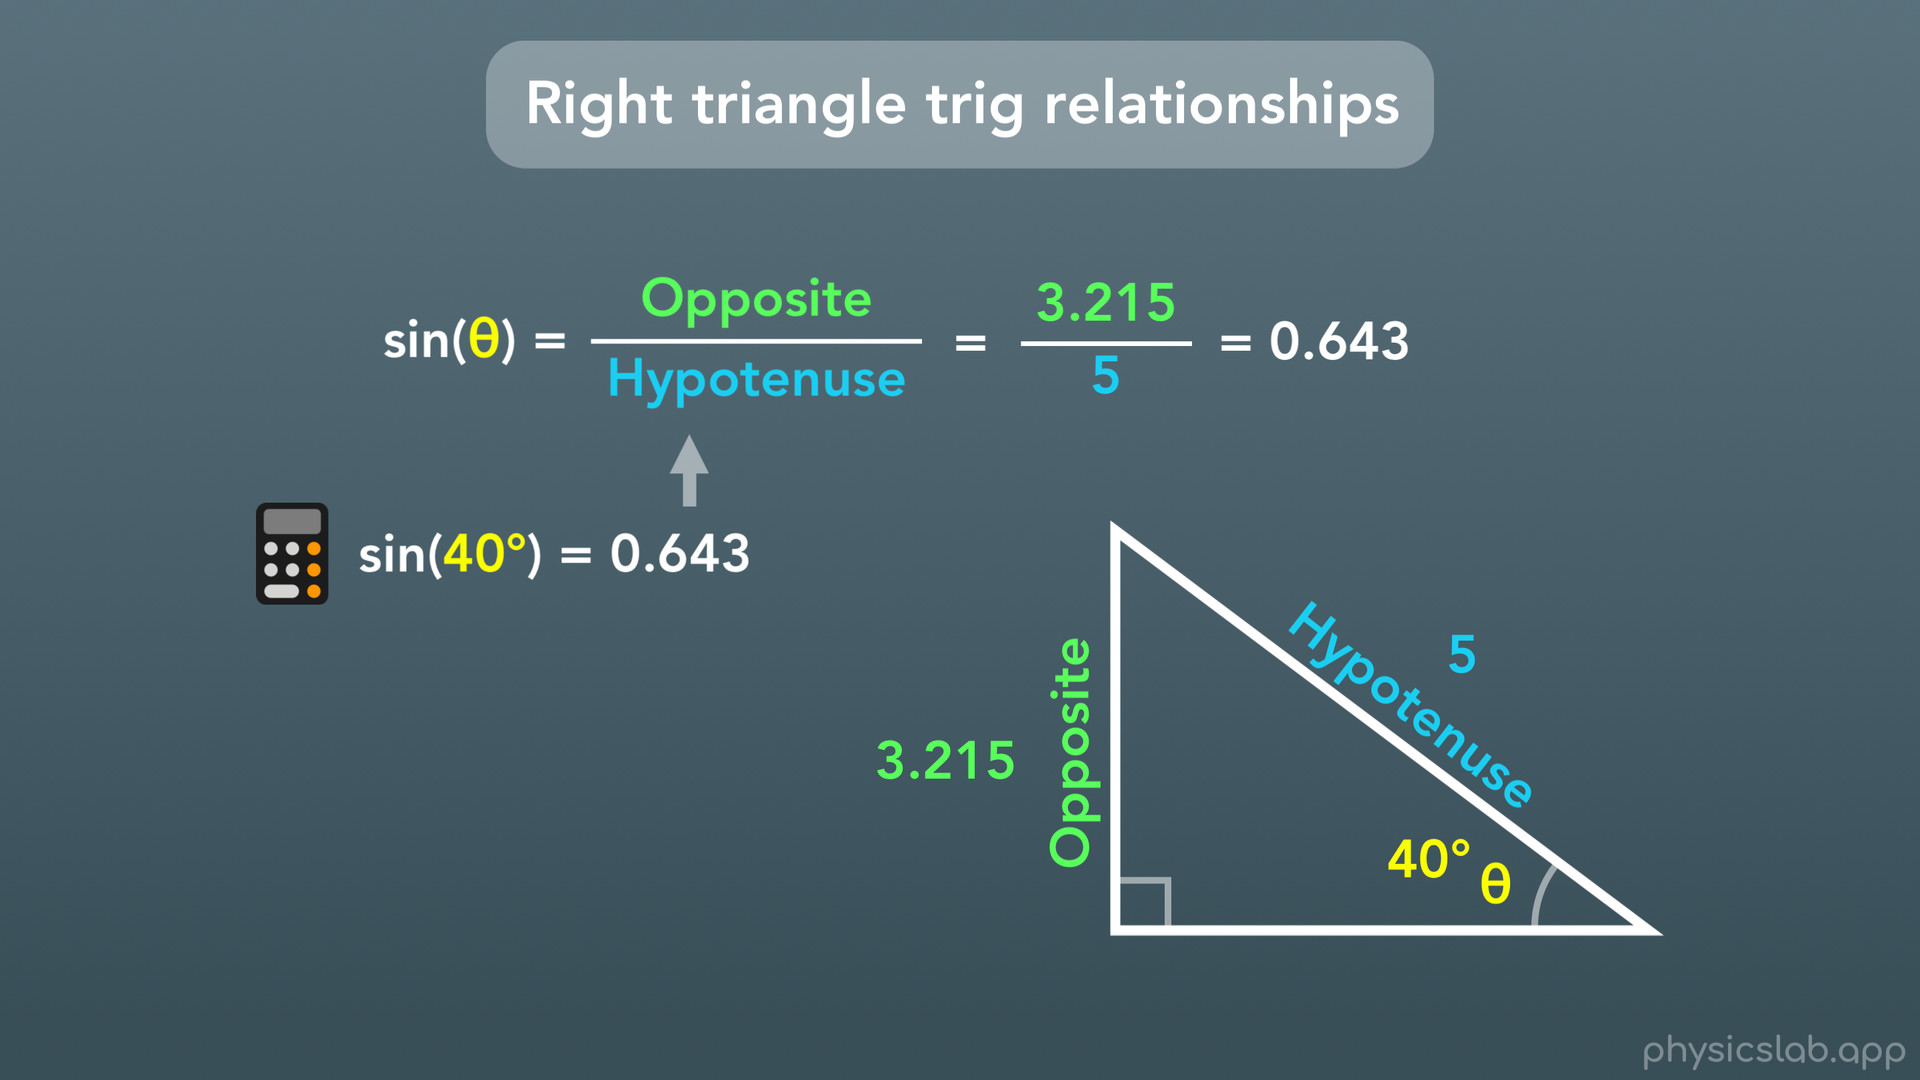 Right triangle trig relationships
sin(θ) = Opposite / Hypotenuse = 3.215 / 5 = 0.643
sin(40°) = 0.643
Opposite
3.215
Hypotenuse
5
40°
θ
physicslab.app